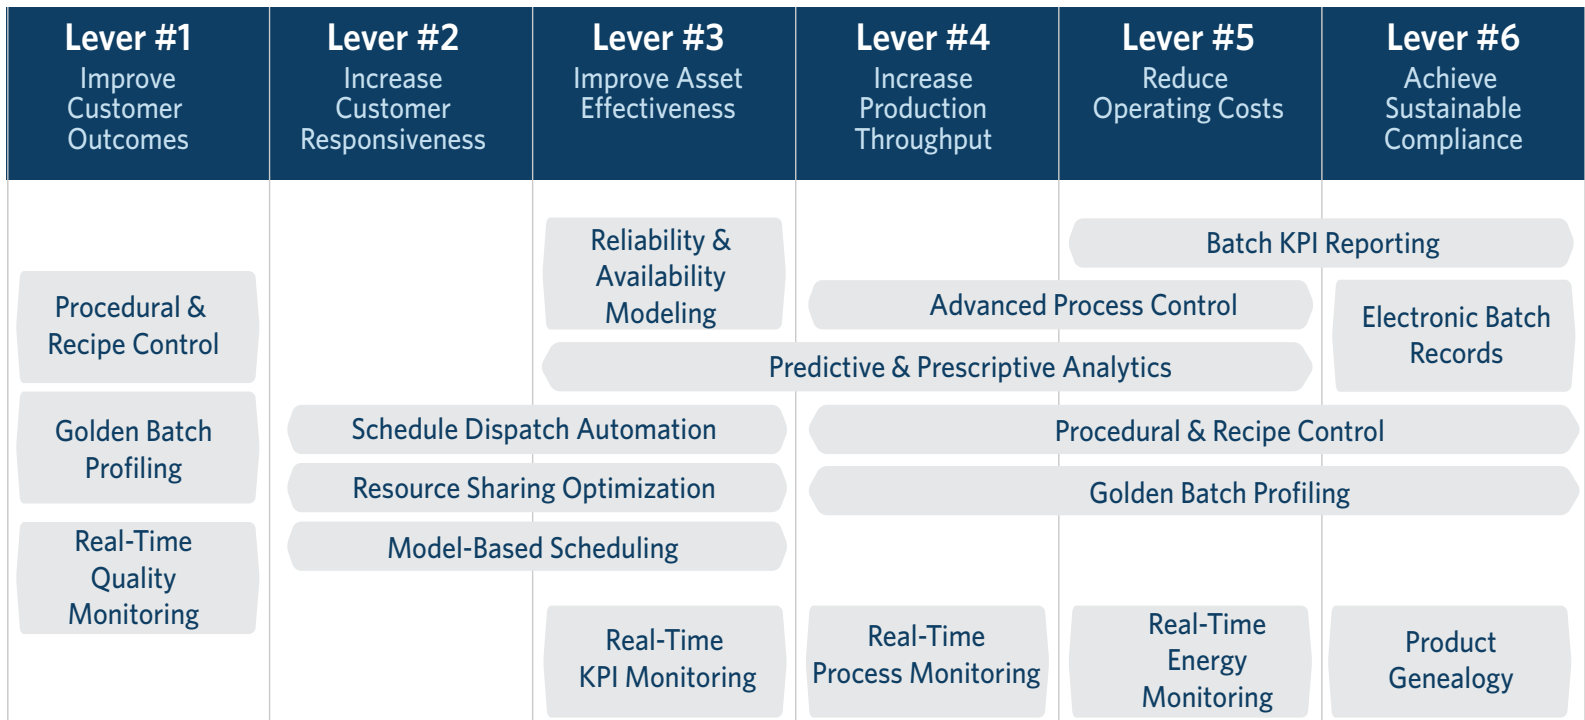 Lever #1
Improve
Customer
Outcomes
Lever #2
Increase
Customer
Responsiveness
Lever #3
Improve Asset
Effectiveness
Lever #4
Increase
Production
Throughput
Lever #5
Reduce
Operating Costs
Lever #6
Achieve
Sustainable
Compliance
Procedural &
Recipe Control
Golden Batch
Profiling
Real-Time
Quality
Monitoring
Reliability &
Availability
Modeling
Batch KPI Reporting
Advanced Process Control
Electronic Batch
Records
Predictive & Prescriptive Analytics
Schedule Dispatch Automation
Procedural & Recipe Control
Resource Sharing Optimization
Golden Batch Profiling
Model-Based Scheduling
Real-Time
KPI Monitoring
Real-Time
Process Monitoring
Real-Time
Energy
Monitoring
Product
Genealogy